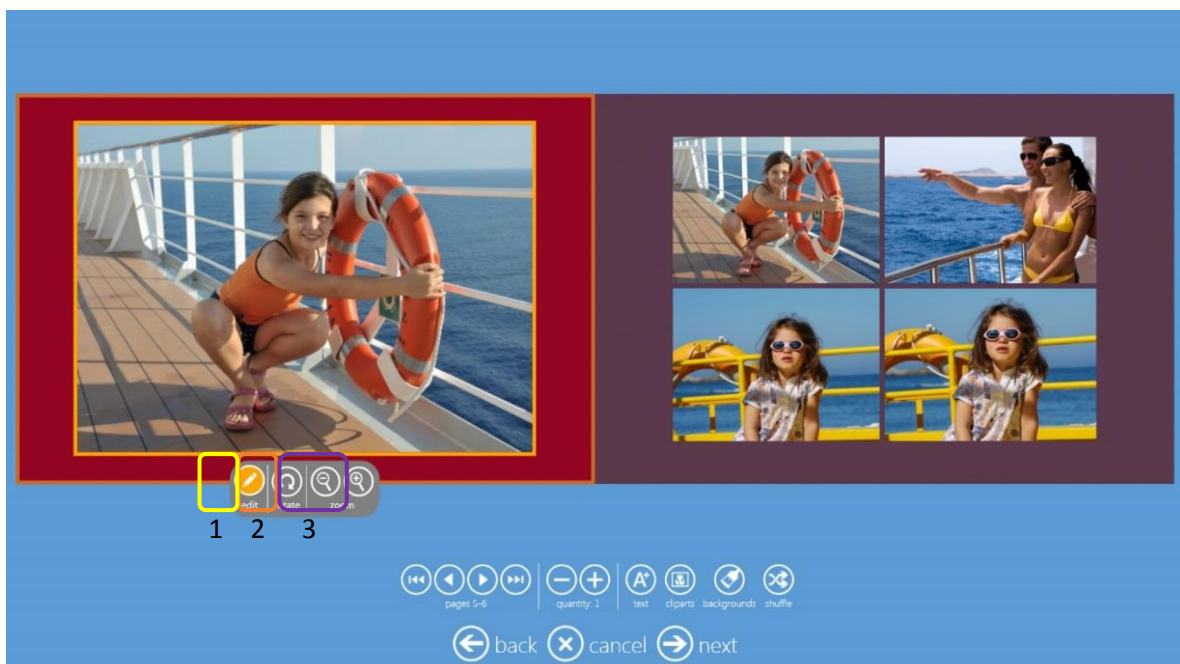 edit rotate zoom
1 2 3
pages 5-6 quantity: 1 text cliparts backgrounds shuffle
back cancel next